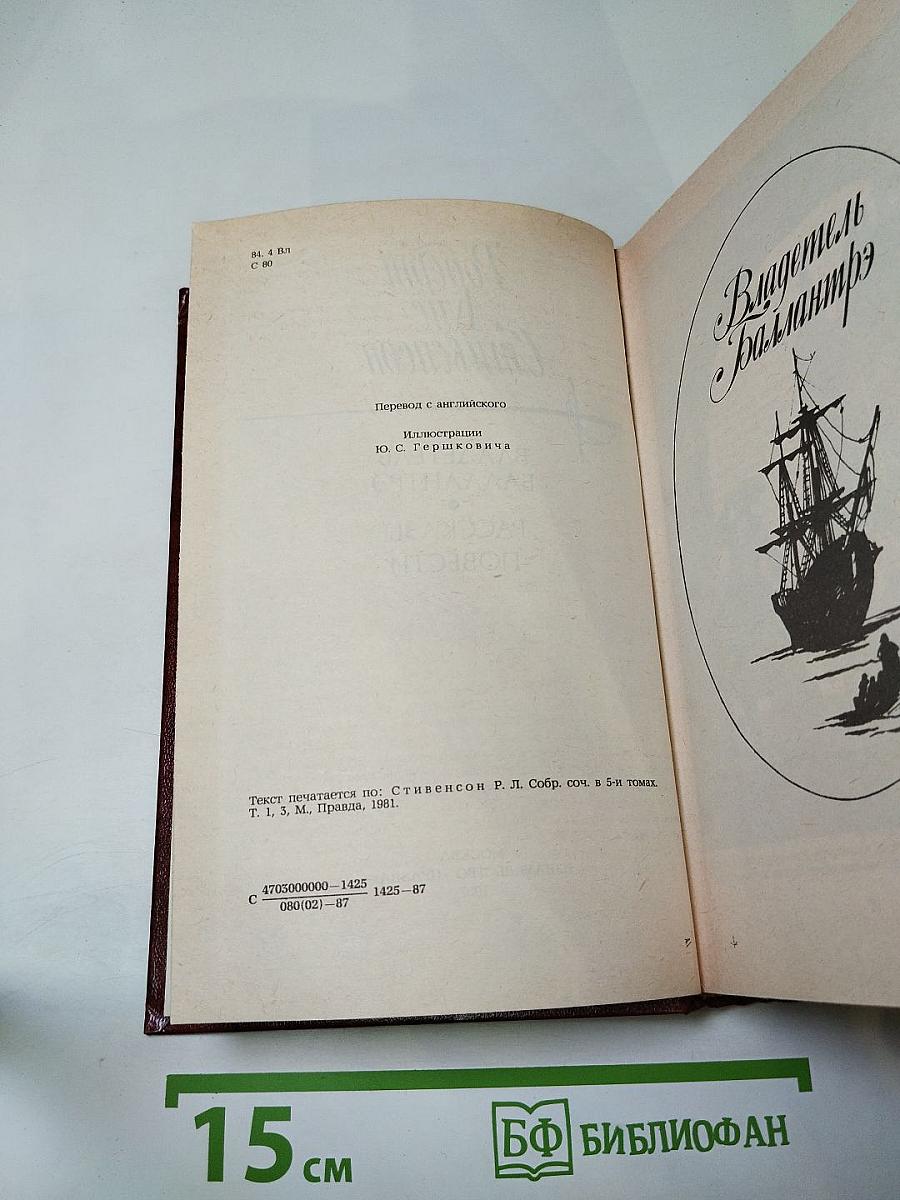 84. 4 Вл
С 80
Перевод с английского
Иллюстрации
Ю. С. Гершковича
Текст печатается по: Стивенсон Р. Л. Собр. соч. в 5-и томах.
Т. 1, 3, М., Правда, 1981.
С 4703000000—1425
080(02)—87 1425—87
Владетель
Баллантрэ
15 см
БФ БИБЛИОФАН